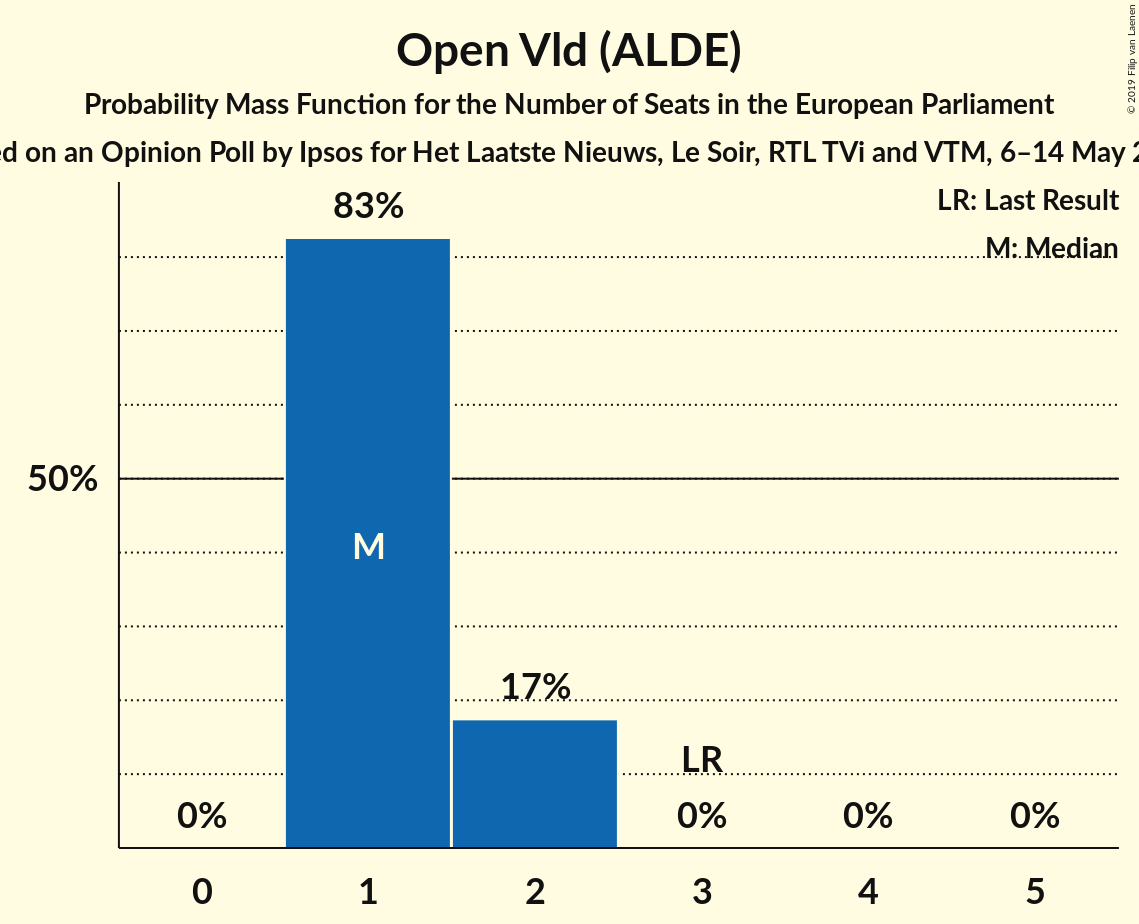 Open Vld (ALDE)
Probability Mass Function for the Number of Seats in the European Parliament
on an Opinion Poll by Ipsos for Het Laatste Nieuws, Le Soir, RTL TVi and VTM, 6–14 May
© 2019 Filip van Laenen
LR: Last Result
M: Median
83%
50%
M
17%
LR
0%
0%
0%
0%
0
1
2
3
4
5